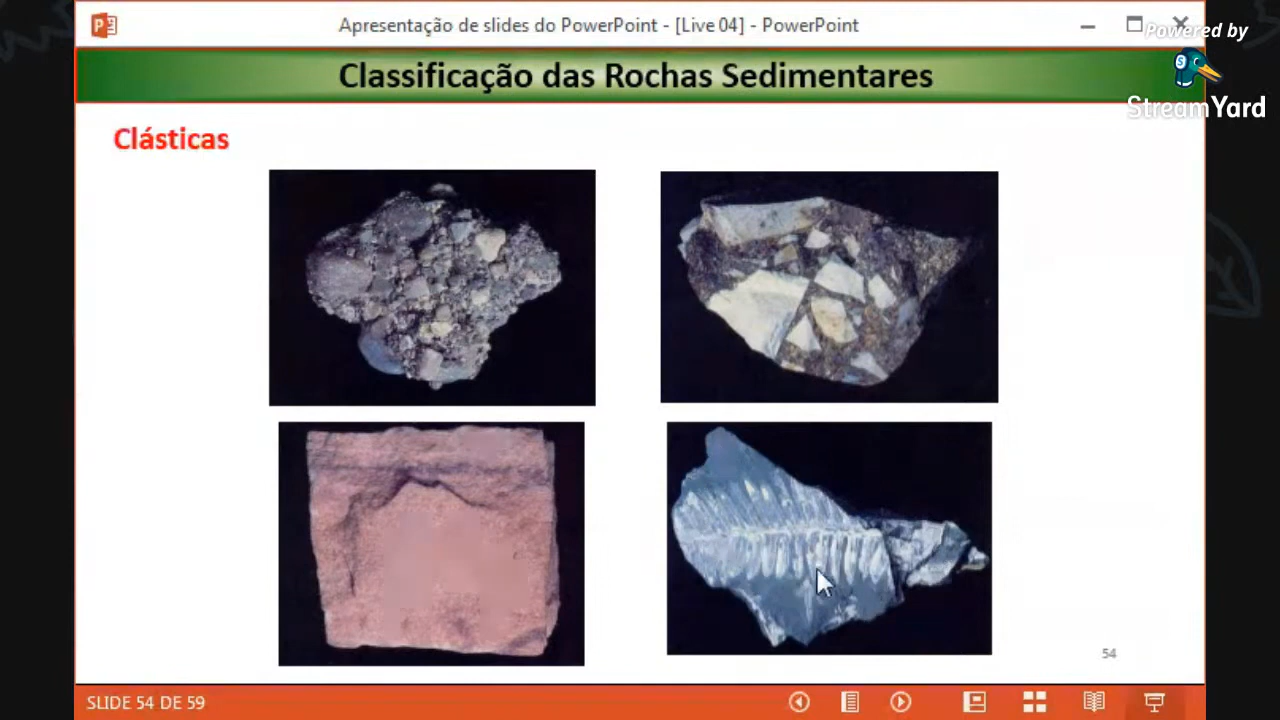 Apresentação de slides do PowerPoint - [Live 04] - PowerPoint
Powered by
StreamYard
Classificação das Rochas Sedimentares
Clásticas
54
SLIDE 54 DE 59